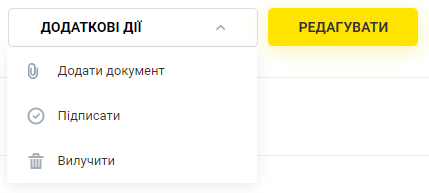 ДОДАТКОВІ ДІЇ
РЕДАГУВАТИ
Додати документ
Підписати
Вилучити